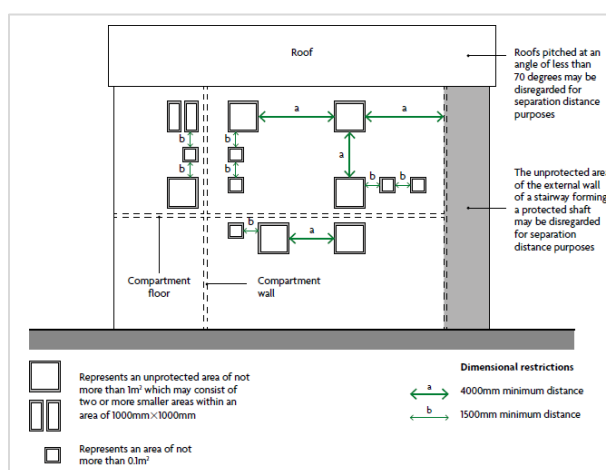 Roof
Roofs pitched at an
angle of less than
70 degrees may be
disregarded for
separation distance
purposes
a
a
b
b
b
b
a
b
b
The unprotected area
of the external wall
of a stairway forming
a protected shaft
may be disregarded
for separation
distance purposes
b
a
Compartment
floor
Compartment
wall
Represents an unprotected area of not
more than 1m² which may consist of
two or more smaller areas within an
area of 1000mm×1000mm
Represents an area of not
more than 0.1m²
Dimensional restrictions
a
4000mm minimum distance
b
1500mm minimum distance